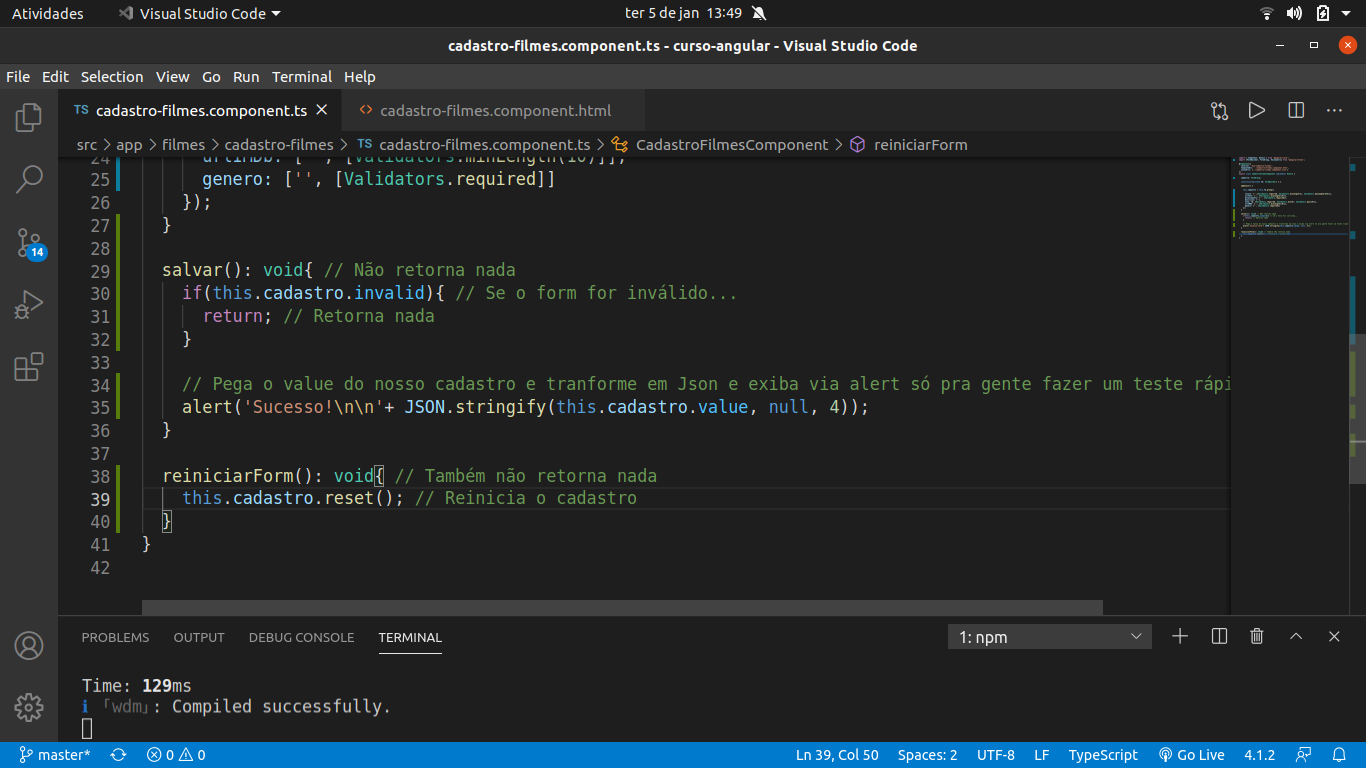 Atividades Visual Studio Code ter 5 de jan 13:49
cadastro-filmes.component.ts - curso-angular - Visual Studio Code
File Edit Selection View Go Run Terminal Help
TS cadastro-filmes.component.ts cadastro-filmes.component.html
src > app > filmes > cadastro-filmes > TS cadastro-filmes.component.ts > CadastroFilmesComponent > reiniciarForm
24 urlIMDb: ['', [Validators.minLength(10)]],
25 genero: ['', [Validators.required]]
26 });
27 }
28
29 salvar(): void{ // Não retorna nada
30 if(this.cadastro.invalid){ // Se o form for inválido...
31 return; // Retorna nada
32 }
33
34 // Pega o value do nosso cadastro e tranforme em Json e exiba via alert só pra gente fazer um teste rápi
35 alert('Sucesso!\n\n'+ JSON.stringify(this.cadastro.value, null, 4));
36 }
37
38 reiniciarForm(): void{ // Também não retorna nada
39 this.cadastro.reset(); // Reinicia o cadastro
40 }
41 }
42
14
PROBLEMS OUTPUT DEBUG CONSOLE TERMINAL 1: npm
Time: 129ms
ℹ 「wdm」: Compiled successfully.
master* 0 0 Ln 39, Col 50 Spaces: 2 UTF-8 LF TypeScript Go Live 4.1.2